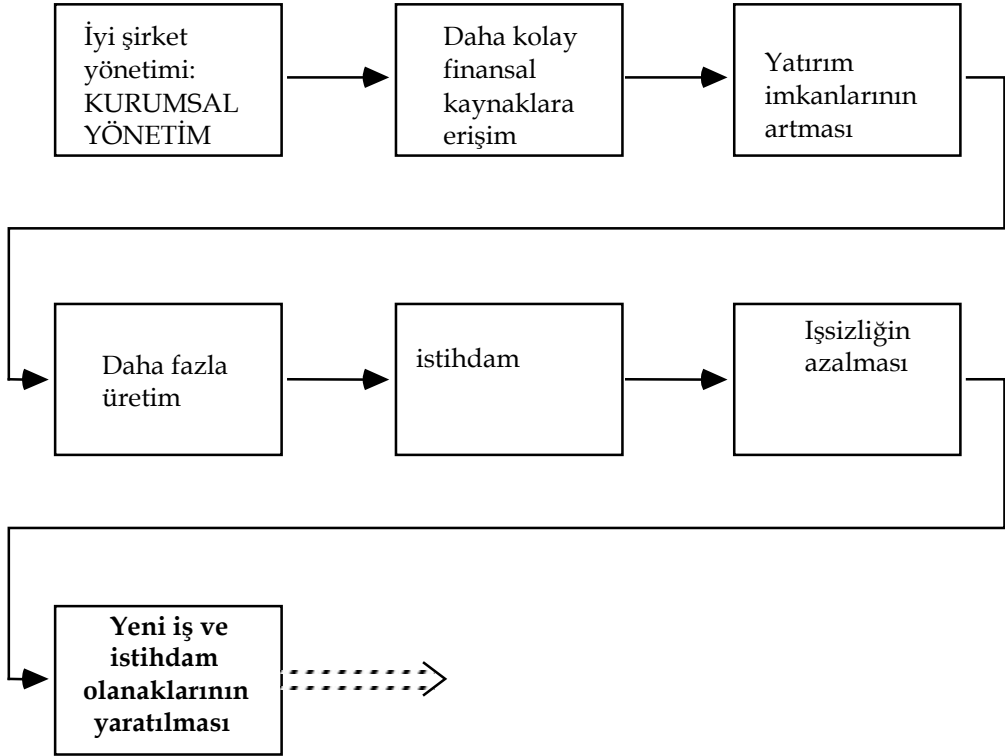 İyi şirket
yönetimi:
KURUMSAL
YÖNETİM
Daha kolay
finansal
kaynaklara
erişim
Yatırım
imkanlarının
artması
Daha fazla
üretim
istihdam
Işsizliğin
azalması
Yeni iş ve
istihdam
olanaklarının
yaratılması